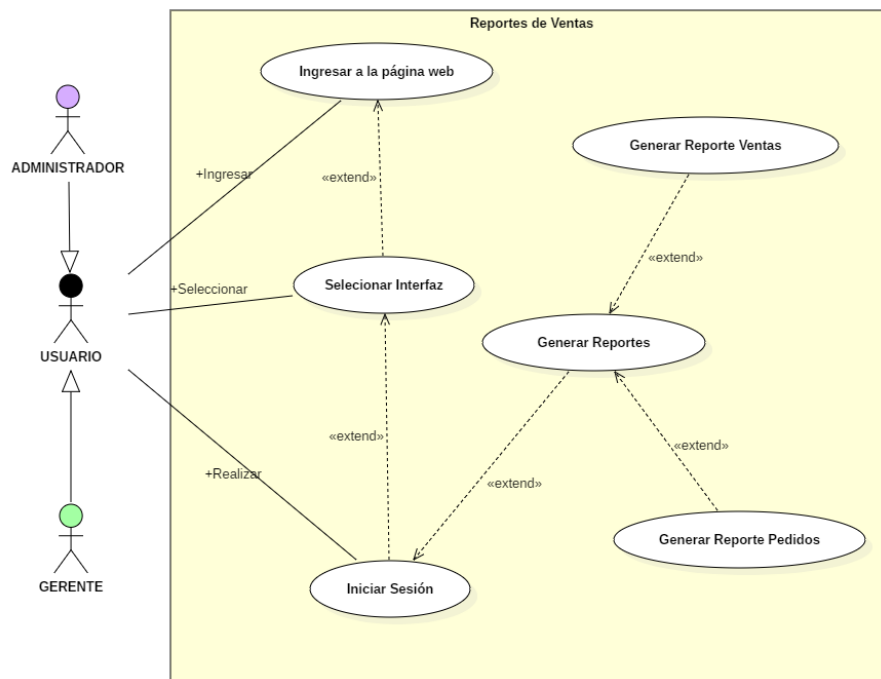 Reportes de Ventas
Ingresar a la página web
ADMINISTRADOR
Generar Reporte Ventas
+Ingresar
«extend»
«extend»
+Seleccionar
Selecionar Interfaz
USUARIO
Generar Reportes
«extend»
«extend»
+Realizar
«extend»
Generar Reporte Pedidos
GERENTE
Iniciar Sesión